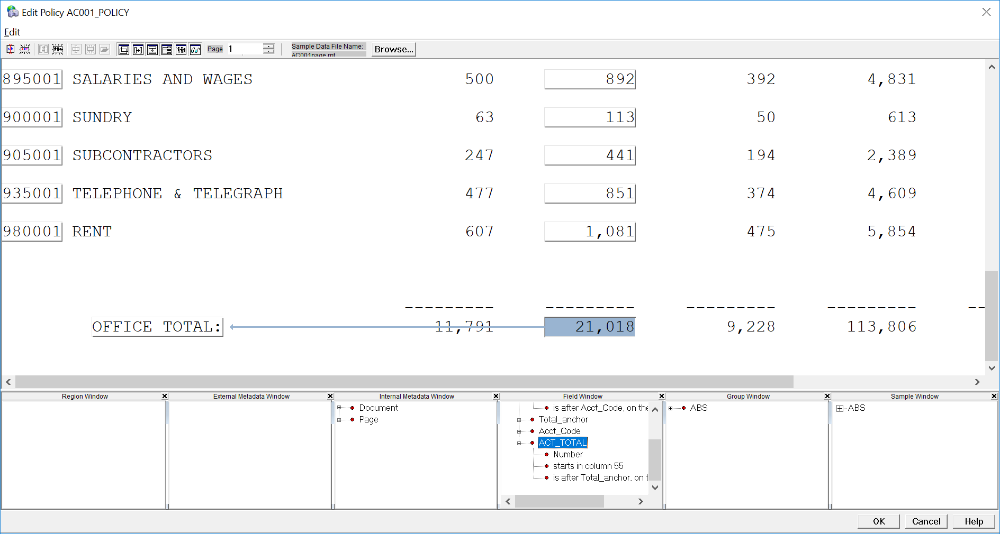 Edit Policy AC001_POLICY
Edit
Page 1 Sample Data File Name: Browse...
AC001page.rpt
895001 SALARIES AND WAGES 500 892 392 4,831
900001 SUNDRY 63 113 50 613
905001 SUBCONTRACTORS 247 441 194 2,389
935001 TELEPHONE & TELEGRAPH 477 851 374 4,609
980001 RENT 607 1,081 475 5,854
--------- --------- --------- --------- --
OFFICE TOTAL: 11,791 21,018 9,228 113,806
Region Window External Metadata Window Internal Metadata Window Field Window Group Window Sample Window
Document
Page
is after Acct_Code, on the
Total_anchor
Acct_Code
ACT_TOTAL
Number
starts in column 55
is after Total_anchor, on t
ABS
ABS
OK Cancel Help